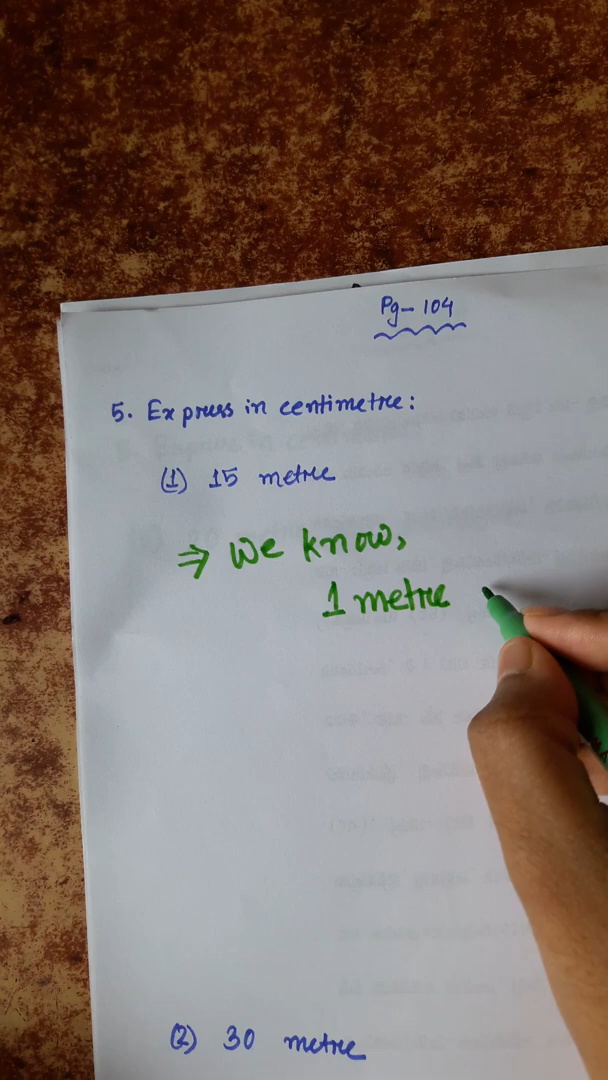 Pg- 104
5. Express in centimetre:
(1) 15 metre
⇒ We know,
1 metre
(2) 30 metre